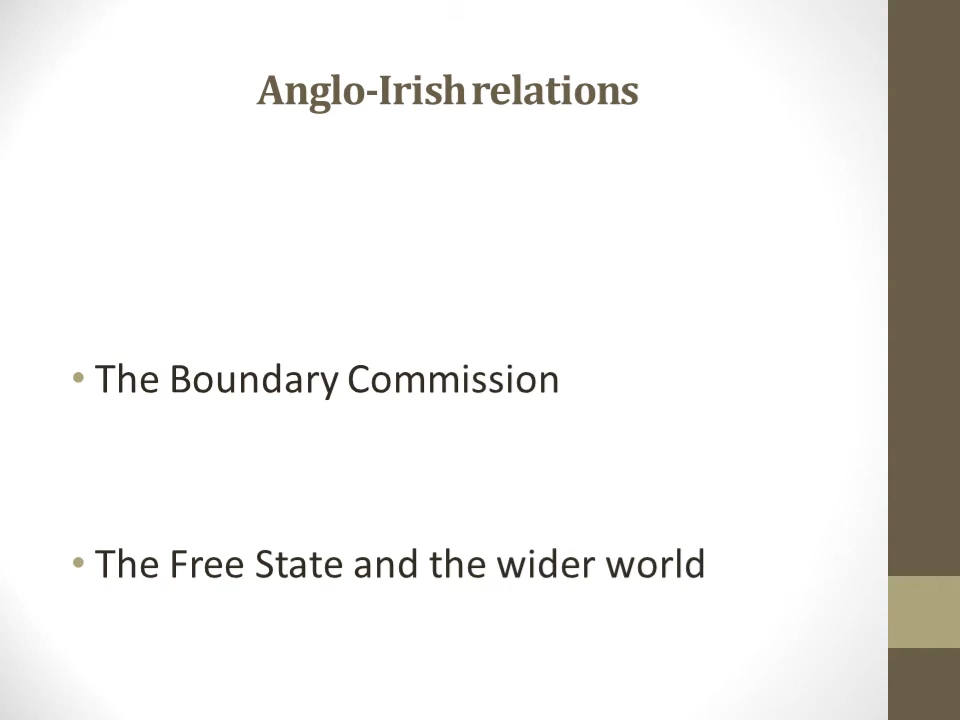 Anglo-Irish relations
• The Boundary Commission
• The Free State and the wider world